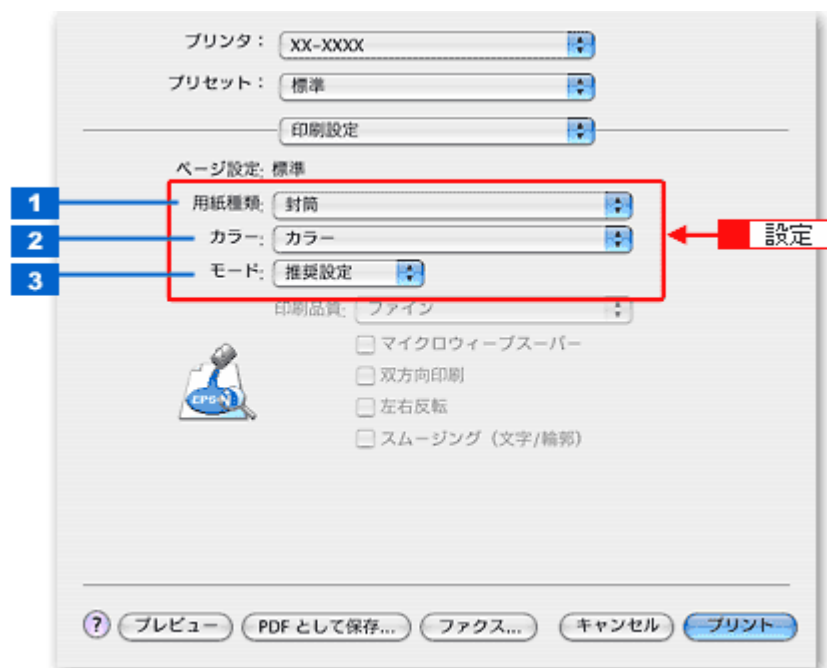 プリンタ： XX-XXXX
プリセット： 標準
印刷設定
ページ設定: 標準
1 用紙種類: 封筒
2 カラー: カラー
設定
3 モード: 推奨設定
印刷品質: ファイン
マイクロウィーブスーパー
双方向印刷
左右反転
スムージング（文字/輪郭）
EPSON
? プレビュー PDF として保存... ファクス... キャンセル プリント